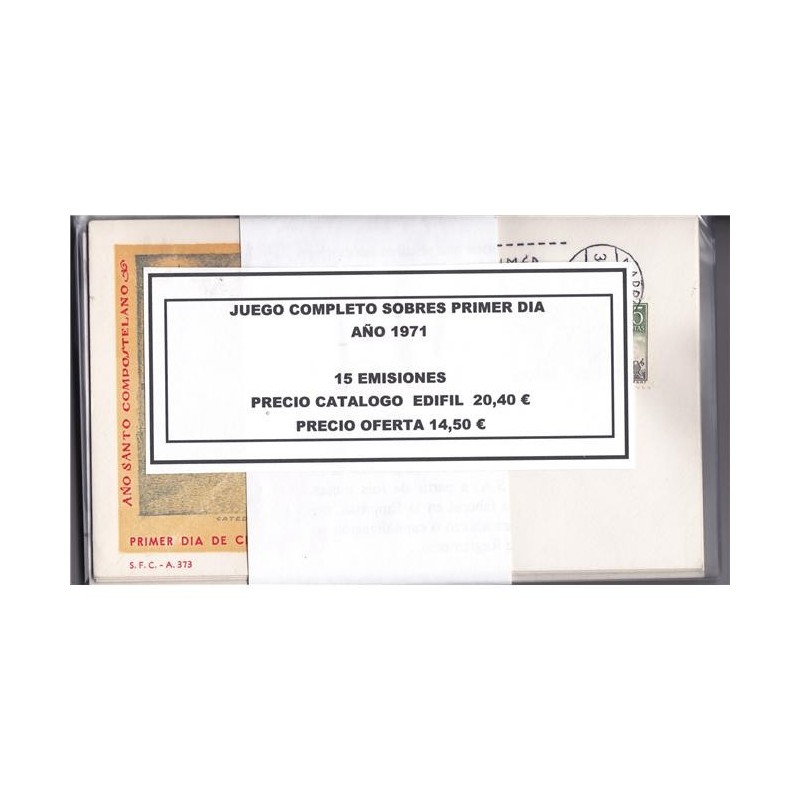 JUEGO COMPLETO SOBRES PRIMER DIA
AÑO 1971
15 EMISIONES
PRECIO CATALOGO EDIFIL 20,40 €
PRECIO OFERTA 14,50 €
AÑO SANTO COMPOSTELANO
PRIMER DIA DE
S. F. C. - A. 373